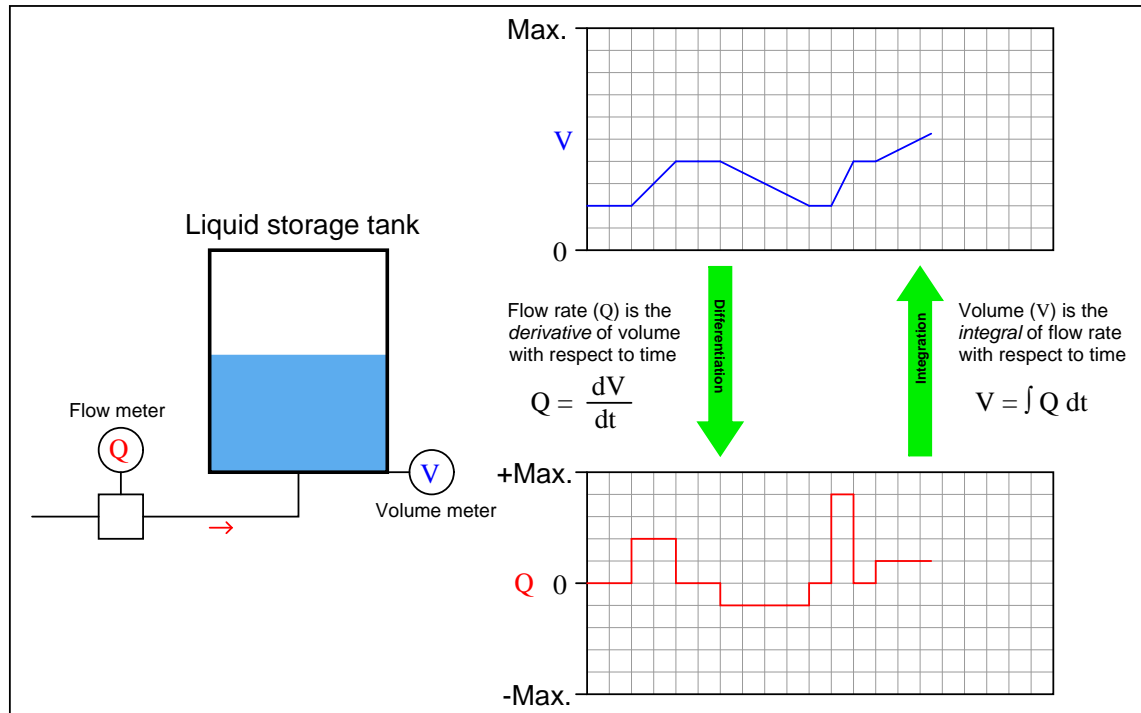 Max.
V
0
Liquid storage tank
Flow meter
Q
V
Volume meter
Flow rate (Q) is the
derivative of volume
with respect to time
Q = dV
dt
Differentiation
Integration
Volume (V) is the
integral of flow rate
with respect to time
V = ∫ Q dt
+Max.
Q 0
-Max.